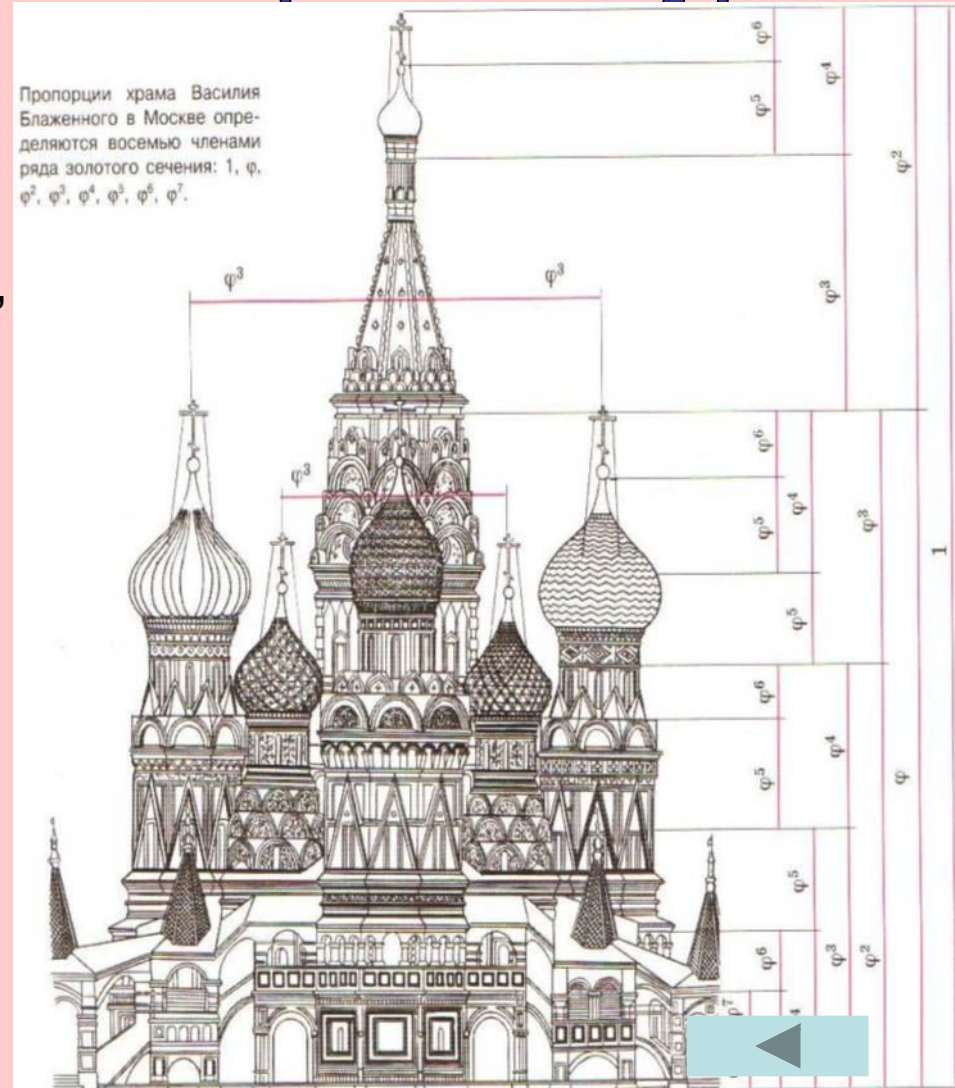 Пропорции храма Василия
Блаженного в Москве опре-
деляются восемью членами
ряда золотого сечения: 1, φ,
φ², φ³, φ⁴, φ⁵, φ⁶, φ⁷.
φ⁶
φ⁴
φ⁵
φ²
φ³ φ³
φ³
φ⁶
φ³
φ⁴
φ⁵
φ³
1
φ⁵
φ⁶
φ⁴
φ⁵
φ
φ⁵
φ⁶
φ³
φ²
φ⁷